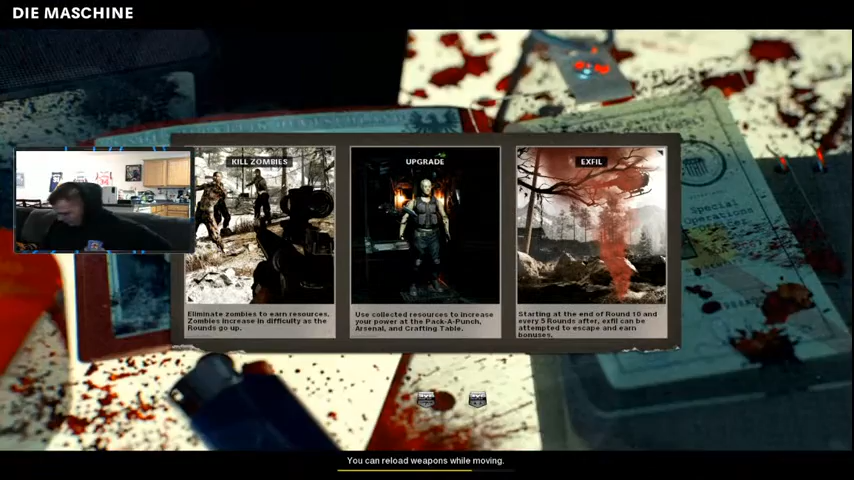 DIE MASCHINE
KILL ZOMBIES
UPGRADE
EXFIL
Eliminate zombies to earn resources.
Zombies increase in difficulty as the
Rounds go up.
Use collected resources to increase
your power at the Pack-A-Punch,
Arsenal, and Crafting Table.
Starting at the end of Round 10 and
every 5 Rounds after, exfil can be
attempted to escape and earn
bonuses.
Special
Operations
You can reload weapons while moving.